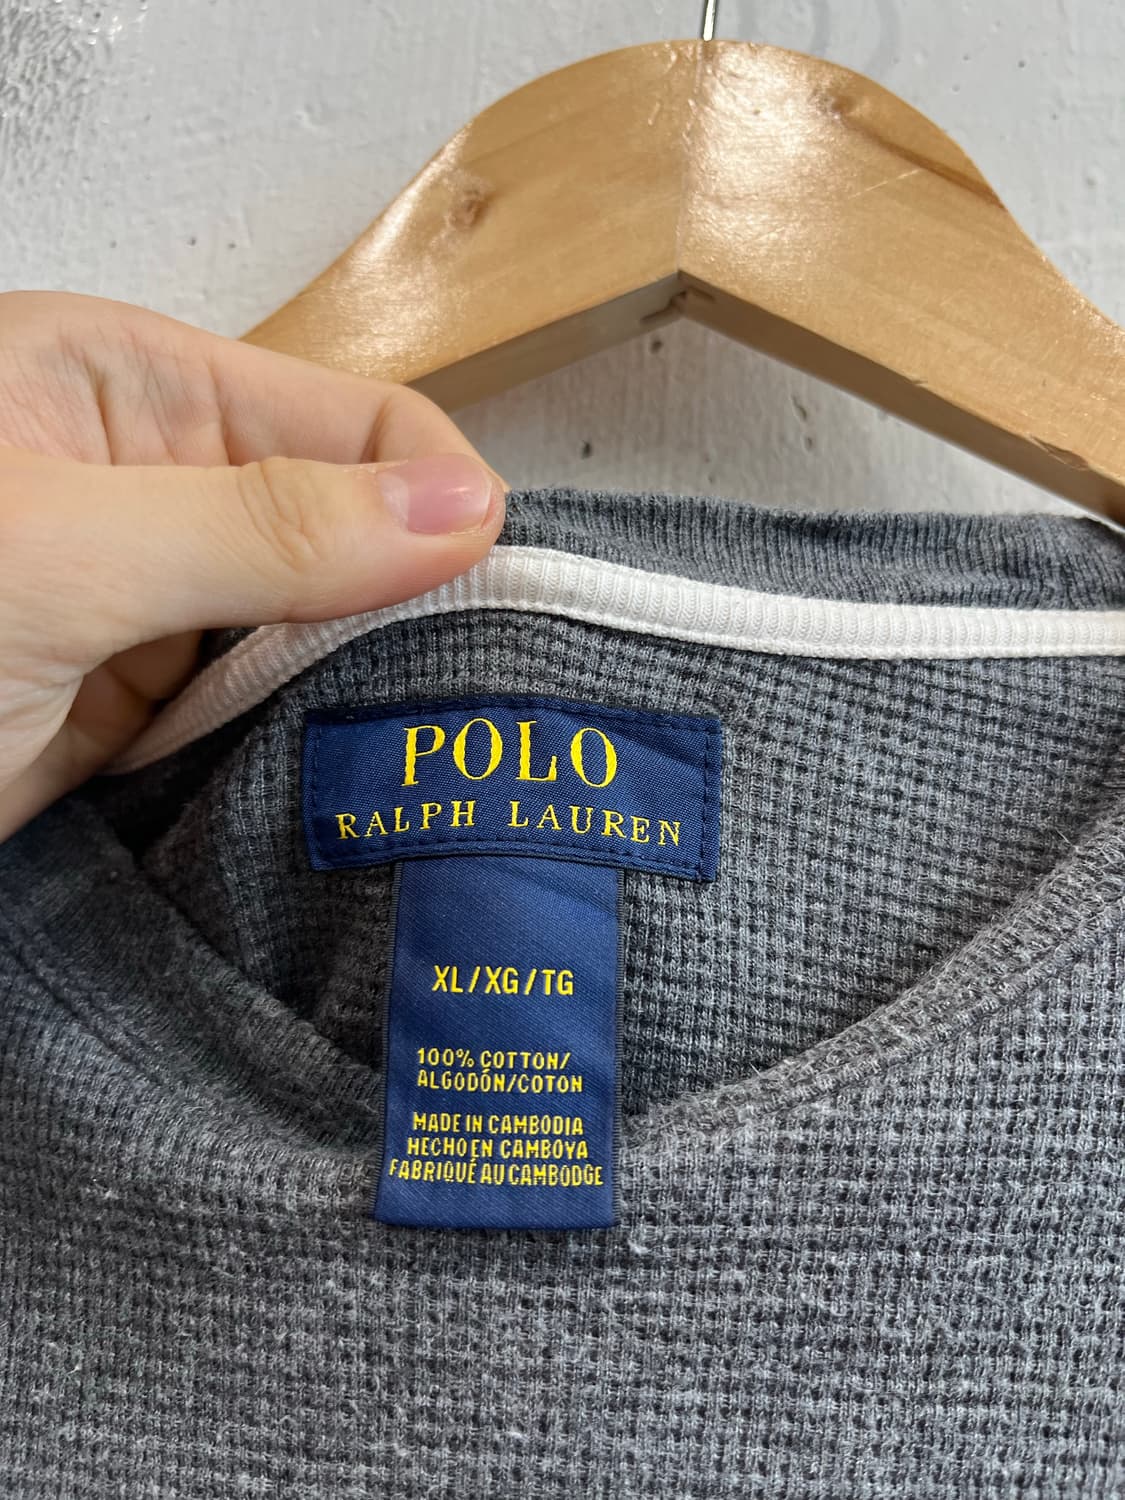 POLO
RALPH LAUREN
XL/XG/TG
100% COTTON/
ALGODÓN/COTON
MADE IN CAMBODIA
HECHO EN CAMBOYA
FABRIQUÉ AU CAMBODGE